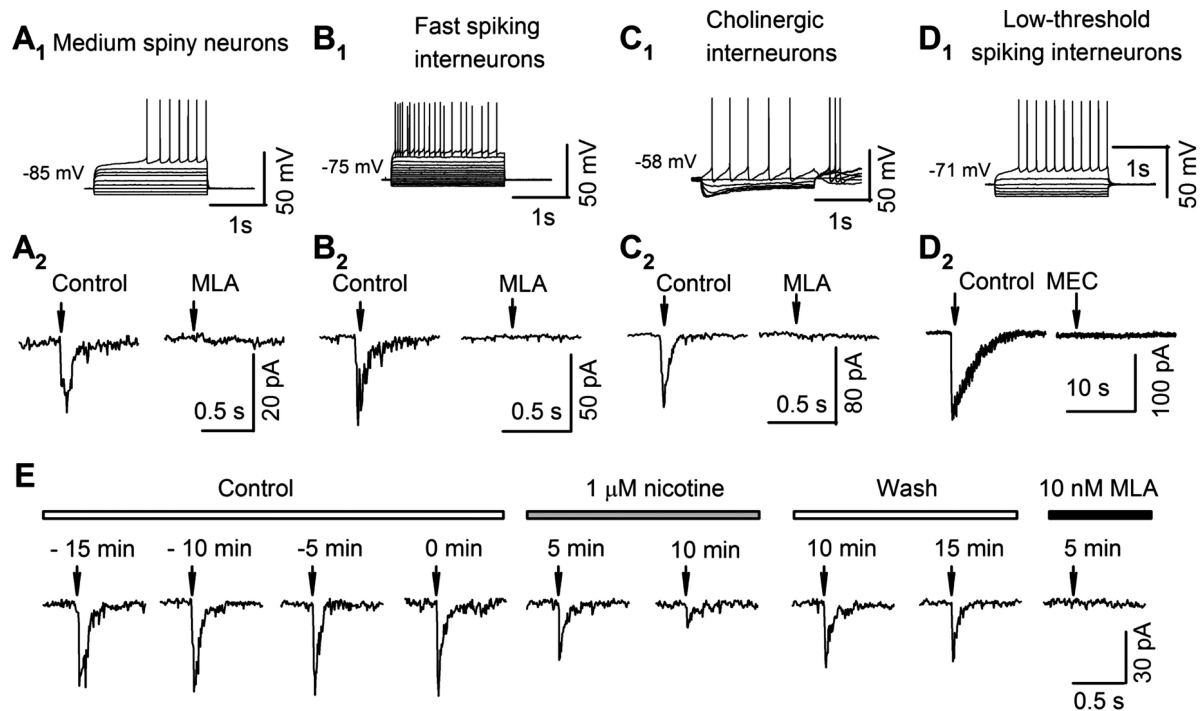 A1 Medium spiny neurons
B1 Fast spiking
interneurons
C1 Cholinergic
interneurons
D1 Low-threshold
spiking interneurons
-85 mV
50 mV
1s
-75 mV
50 mV
1s
-58 mV
50 mV
1s
-71 mV
1s
50 mV
A2
Control
MLA
0.5 s
20 pA
B2
Control
MLA
0.5 s
50 pA
C2
Control
MLA
0.5 s
80 pA
D2
Control
MEC
10 s
100 pA
E
Control
1 μM nicotine
Wash
10 nM MLA
- 15 min
- 10 min
-5 min
0 min
5 min
10 min
10 min
15 min
5 min
30 pA
0.5 s